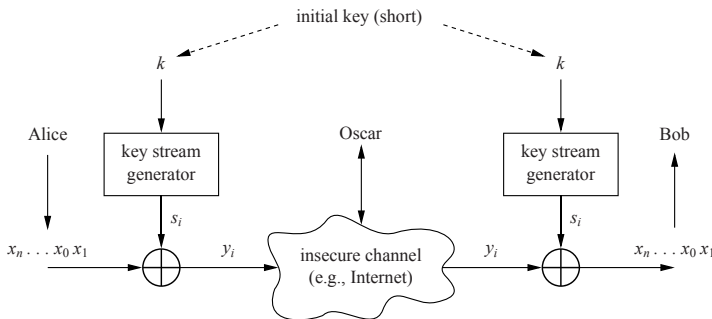 initial key (short)
k
k
Alice
Oscar
Bob
key stream
generator
key stream
generator
s_i
s_i
x_n . . . x_0 x_1
y_i
insecure channel
(e.g., Internet)
y_i
x_n . . . x_0 x_1